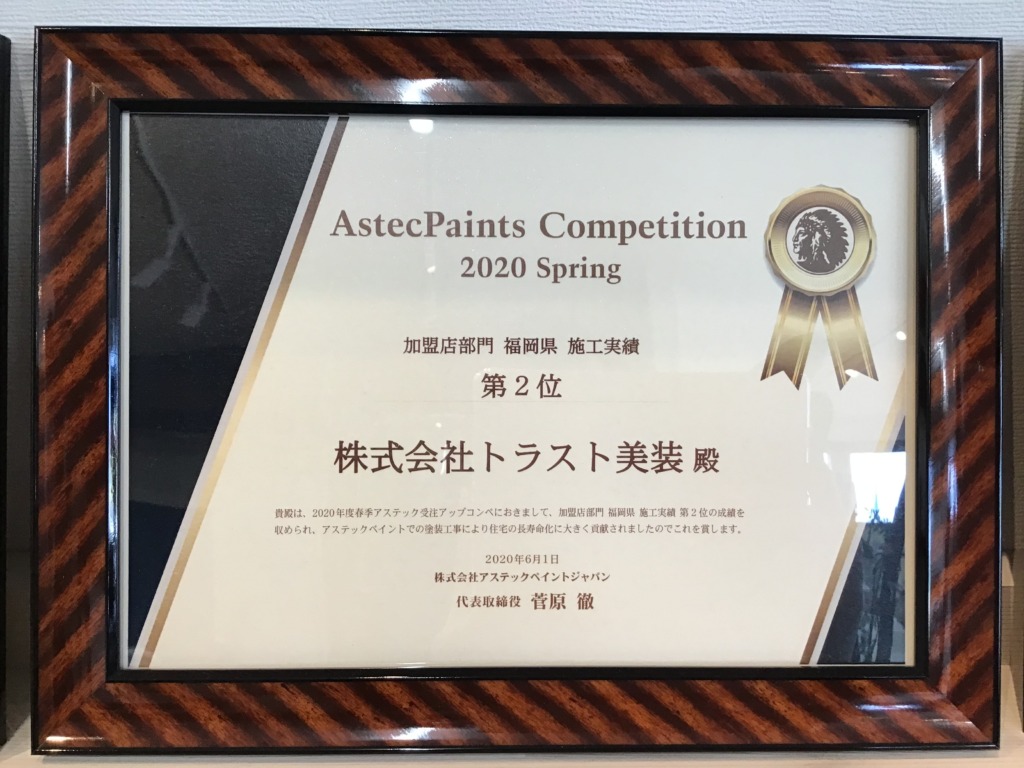 AstecPaints Competition
2020 Spring
加盟店部門 福岡県 施工実績
第2位
株式会社トラスト美装 殿
貴殿は、2020年度春季アステック受注アップコンペにおきまして、加盟店部門 福岡県 施工実績 第2位の成績を
収められ、アステックペイントでの塗装工事により住宅の長寿命化に大きく貢献されましたのでこれを賞します。
2020年6月1日
株式会社アステックペイントジャパン
代表取締役 菅原 徹